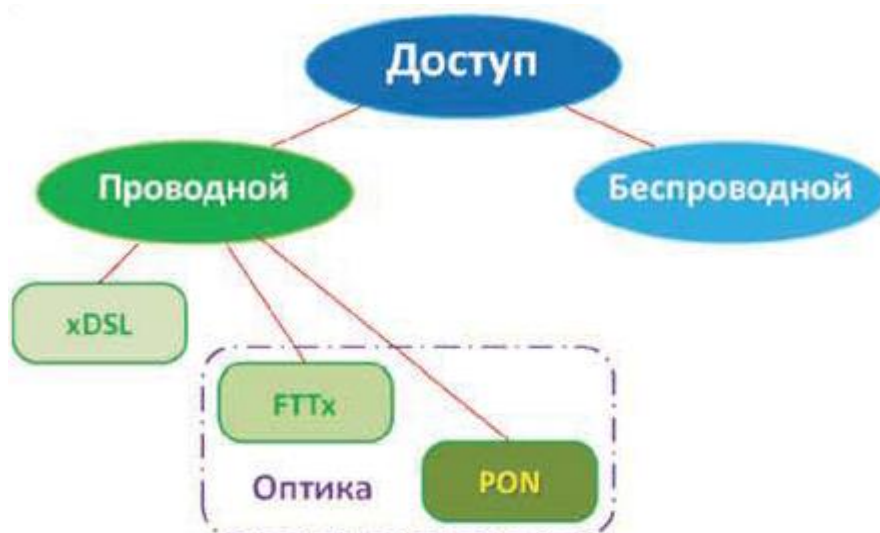 Доступ
Проводной
Беспроводной
xDSL
FTTx
Оптика
PON